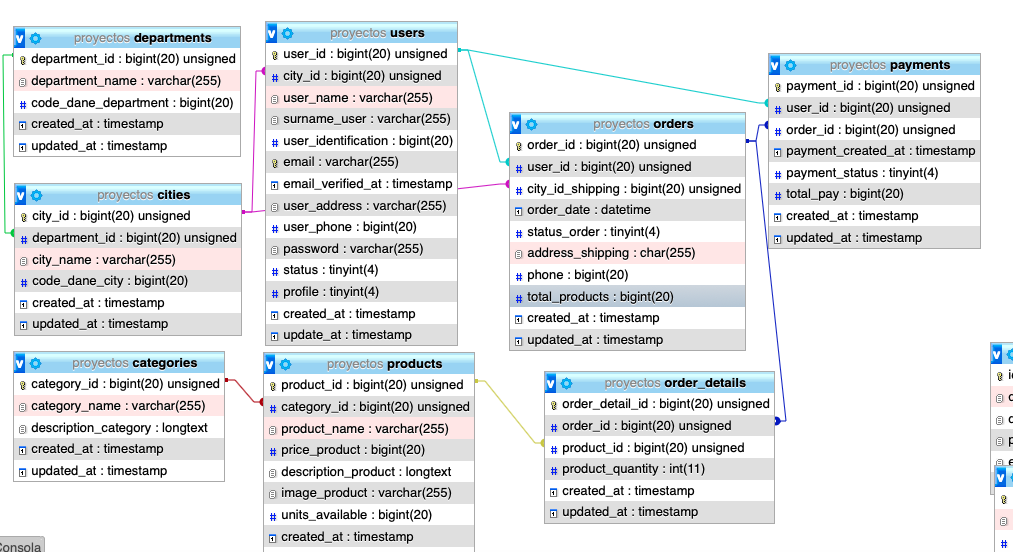 proyectos departments
department_id : bigint(20) unsigned
department_name : varchar(255)
code_dane_department : bigint(20)
created_at : timestamp
updated_at : timestamp
proyectos cities
city_id : bigint(20) unsigned
department_id : bigint(20) unsigned
city_name : varchar(255)
code_dane_city : bigint(20)
created_at : timestamp
updated_at : timestamp
proyectos categories
category_id : bigint(20) unsigned
category_name : varchar(255)
description_category : longtext
created_at : timestamp
updated_at : timestamp
proyectos users
user_id : bigint(20) unsigned
city_id : bigint(20) unsigned
user_name : varchar(255)
surname_user : varchar(255)
user_identification : bigint(20)
email : varchar(255)
email_verified_at : timestamp
user_address : varchar(255)
user_phone : bigint(20)
password : varchar(255)
status : tinyint(4)
profile : tinyint(4)
created_at : timestamp
update_at : timestamp
proyectos products
product_id : bigint(20) unsigned
category_id : bigint(20) unsigned
product_name : varchar(255)
price_product : bigint(20)
description_product : longtext
image_product : varchar(255)
units_available : bigint(20)
created_at : timestamp
proyectos orders
order_id : bigint(20) unsigned
user_id : bigint(20) unsigned
city_id_shipping : bigint(20) unsigned
order_date : datetime
status_order : tinyint(4)
address_shipping : char(255)
phone : bigint(20)
total_products : bigint(20)
created_at : timestamp
updated_at : timestamp
proyectos order_details
order_detail_id : bigint(20) unsigned
order_id : bigint(20) unsigned
product_id : bigint(20) unsigned
product_quantity : int(11)
created_at : timestamp
updated_at : timestamp
proyectos payments
payment_id : bigint(20) unsigned
user_id : bigint(20) unsigned
order_id : bigint(20) unsigned
payment_created_at : timestamp
payment_status : tinyint(4)
total_pay : bigint(20)
created_at : timestamp
updated_at : timestamp
Consola